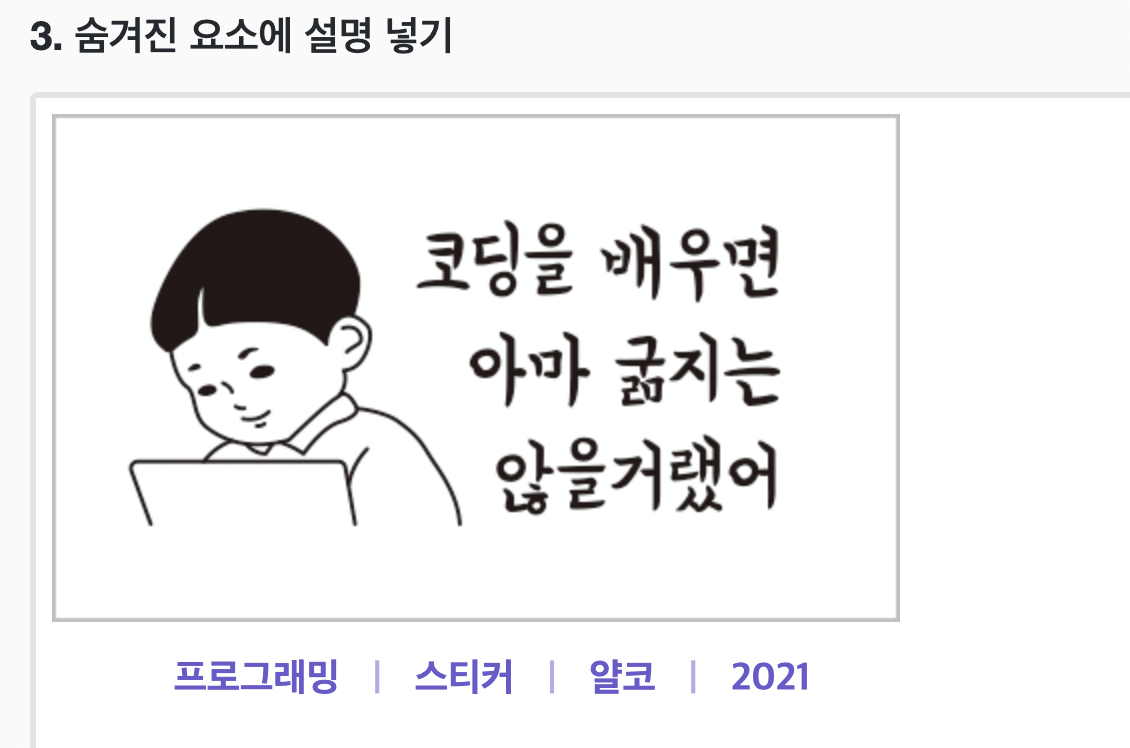 3. 숨겨진 요소에 설명 넣기
코딩을 배우면
아마 굶지는
않을거랬어
프로그래밍 | 스티커 | 얄코 | 2021